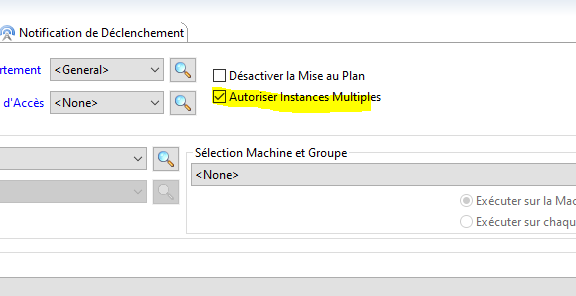 Notification de Déclenchement
rtement <General> Désactiver la Mise au Plan
d'Accès <None> Autoriser Instances Multiples
Sélection Machine et Groupe
<None>
Exécuter sur la Mac
Exécuter sur chaqu